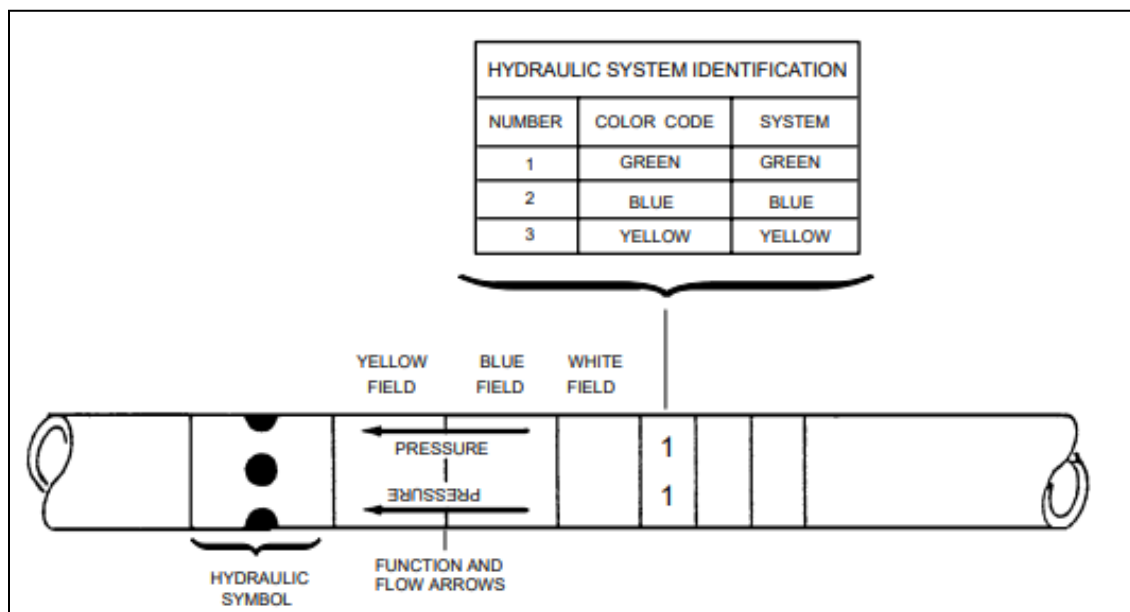 HYDRAULIC SYSTEM IDENTIFICATION
NUMBER COLOR CODE SYSTEM
1 GREEN GREEN
2 BLUE BLUE
3 YELLOW YELLOW
YELLOW FIELD
BLUE FIELD
WHITE FIELD
PRESSURE
1
PRESSURE
1
HYDRAULIC
SYMBOL
FUNCTION AND
FLOW ARROWS